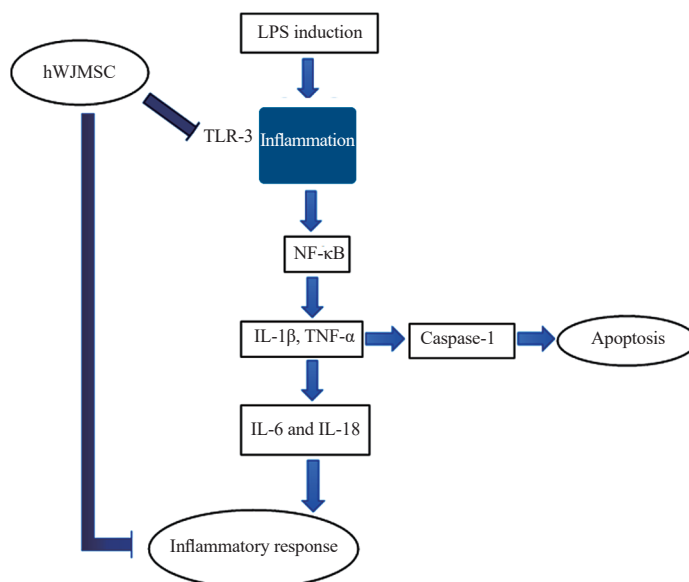 LPS induction
hWJMSC
TLR-3
Inflammation
NF-κB
IL-1β, TNF-α
Caspase-1
Apoptosis
IL-6 and IL-18
Inflammatory response